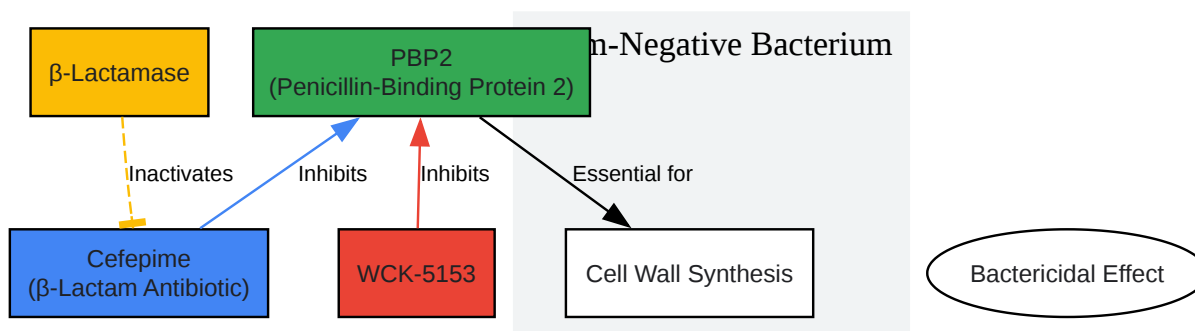 β-Lactamase
PBP2
(Penicillin-Binding Protein 2)
m-Negative Bacterium
Inactivates
Inhibits
Inhibits
Essential for
Cefepime
(β-Lactam Antibiotic)
WCK-5153
Cell Wall Synthesis
Bactericidal Effect